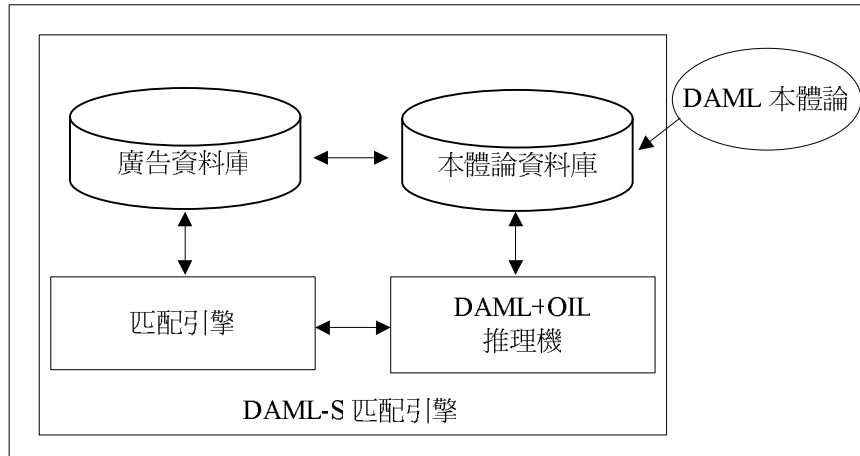 DAML 本體論
廣告資料庫
本體論資料庫
匹配引擎
DAML+OIL
推理機
DAML-S 匹配引擎